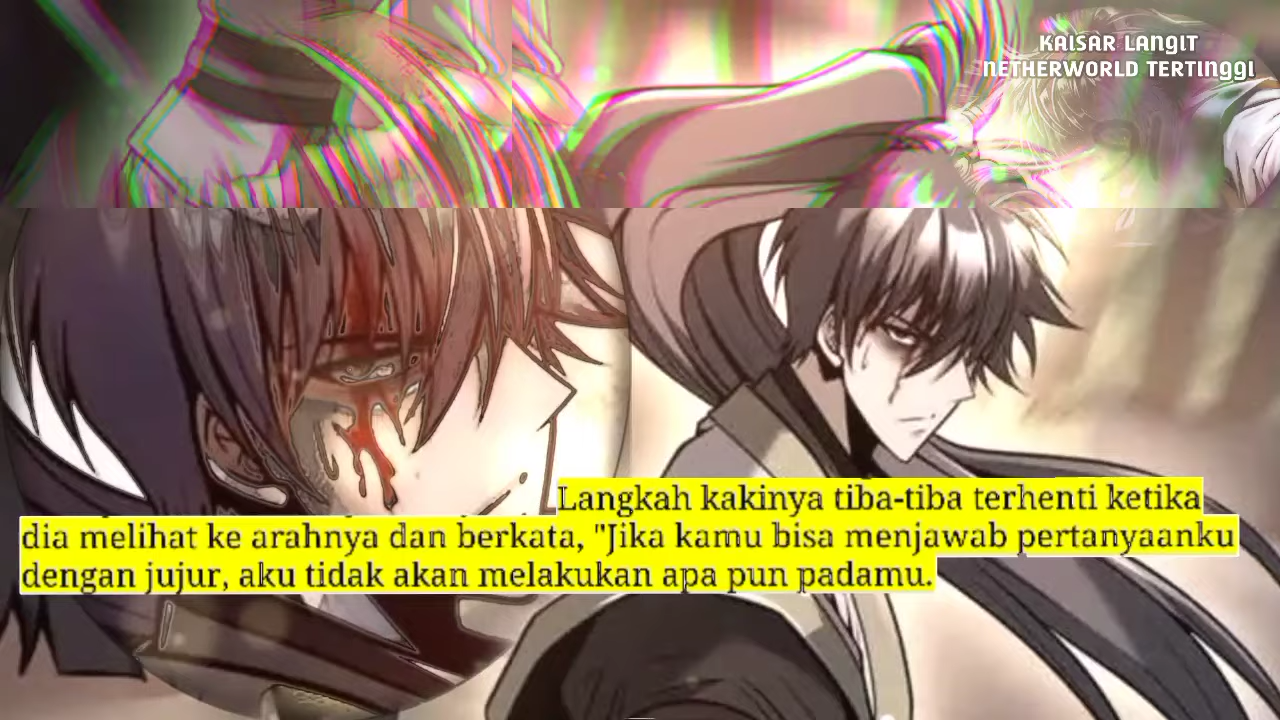 KAISAR LANGIT
NETHERWORLD TERTINGGI
Langkah kakinya tiba-tiba terhenti ketika
dia melihat ke arahnya dan berkata, "Jika kamu bisa menjawab pertanyaanku
dengan jujur, aku tidak akan melakukan apa pun padamu.